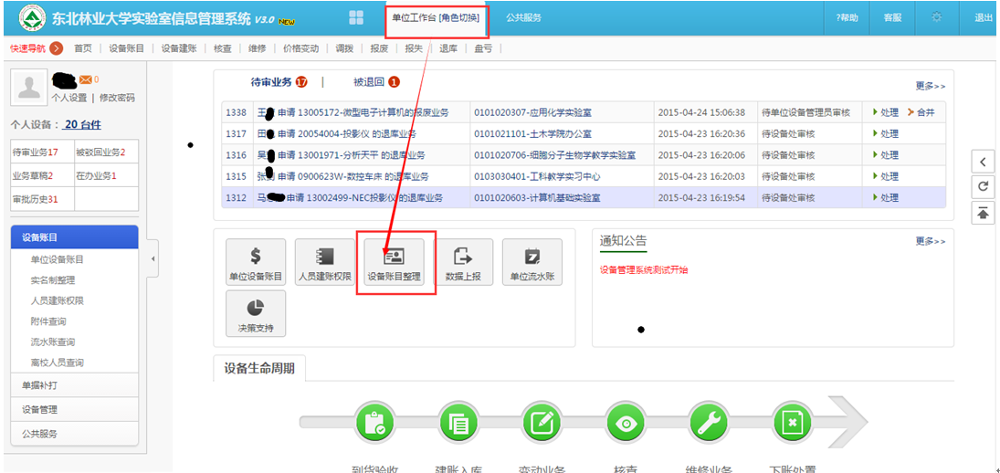 东北林业大学实验室信息管理系统 V3.0 NEW
单位工作台 [角色切换]
公共服务
?帮助
客服
退出
快速导航 首页 设备账目 设备建账 核查 维修 价格变动 调拨 报废 报失 退库 盘亏
0
个人设置 | 修改密码
个人设备： 20 台件
待审业务17 被驳回业务2
业务草稿2 在办业务1
审批历史31
设备账目
单位设备账目
实名制整理
人员建账权限
附件查询
流水账查询
离校人员查询
单据补打
设备管理
公共服务
待审业务 17 | 被退回 1 更多>>
1338 王 申请 13005172-微型电子计算机的报废业务 0101020307-应用化学实验室 2015-04-24 15:06:38 待单位设备管理员审核 处理 合并
1317 田 申请 20054004-投影仪 的退库业务 0101021101-土木学院办公室 2015-04-23 16:20:38 待设备处审核 处理
1316 吴 申请 13001971-分析天平 的退库业务 0101020706-细胞分子生物学教学实验室 2015-04-23 16:20:06 待设备处审核 处理
1315 张 申请 0900623W-数控车床 的退库业务 0103030401-工科教学实习中心 2015-04-23 16:20:03 待设备处审核 处理
1312 马 申请 13002499-NEC投影仪 的退库业务 0101020603-计算机基础实验室 2015-04-23 16:19:54 待设备处审核 处理
单位设备账目 人员建账权限 设备账目整理 数据上报 单位流水账
决策支持
通知公告 更多>>
设备管理系统测试开始
设备生命周期
到货验收 建账入库 变动业务 核查 维修业务 下账处置